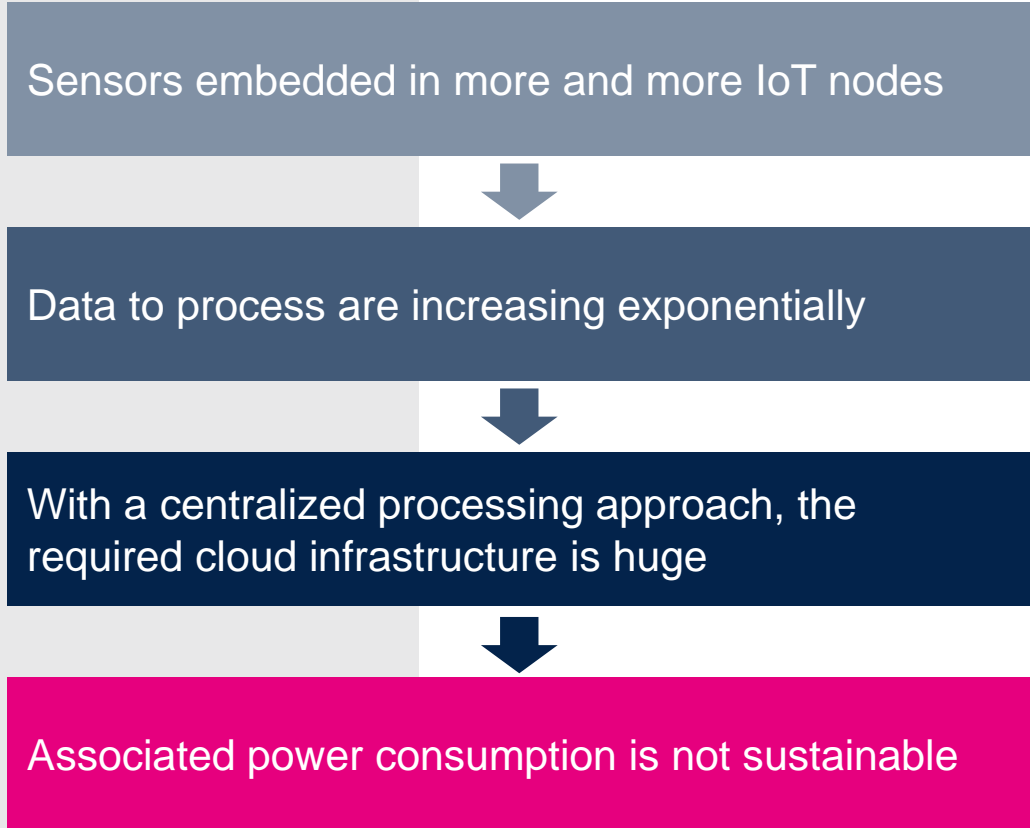 Sensors embedded in more and more IoT nodes
Data to process are increasing exponentially
With a centralized processing approach, the
required cloud infrastructure is huge
Associated power consumption is not sustainable